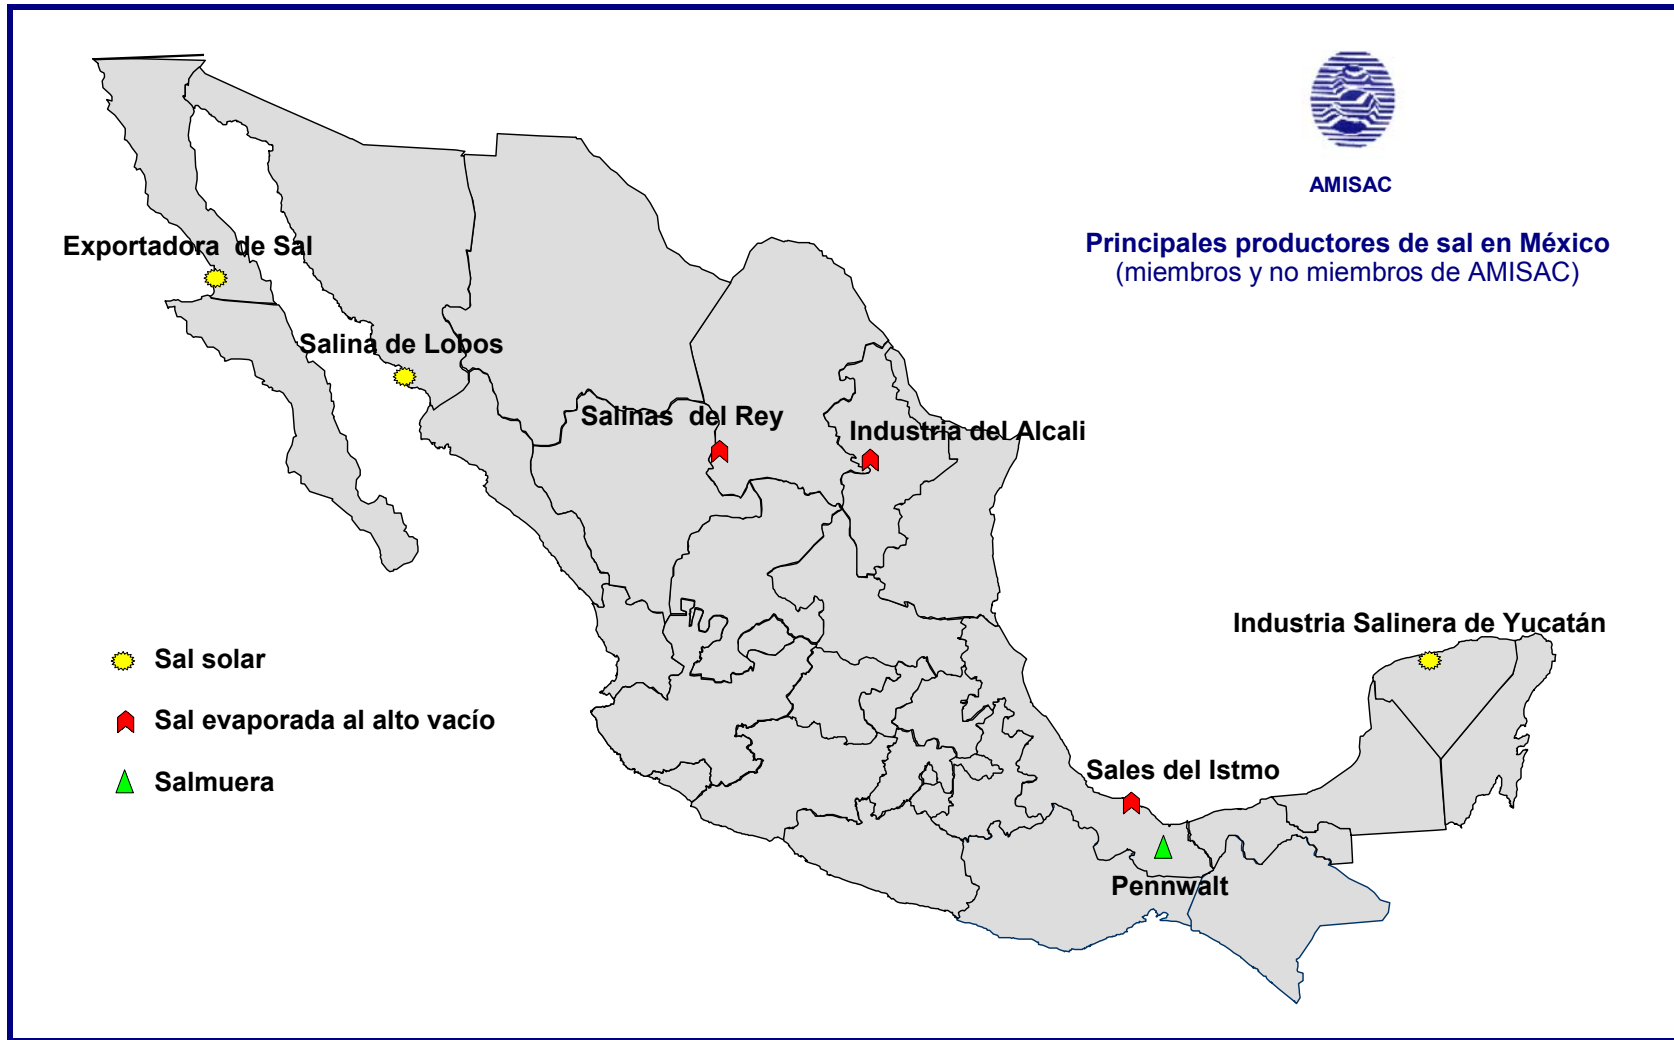 AMISAC
Principales productores de sal en México
(miembros y no miembros de AMISAC)
Exportadora de Sal
Salina de Lobos
Salinas del Rey
Industria del Alcali
Industria Salinera de Yucatán
Sales del Istmo
Pennwalt
Sal solar
Sal evaporada al alto vacío
Salmuera